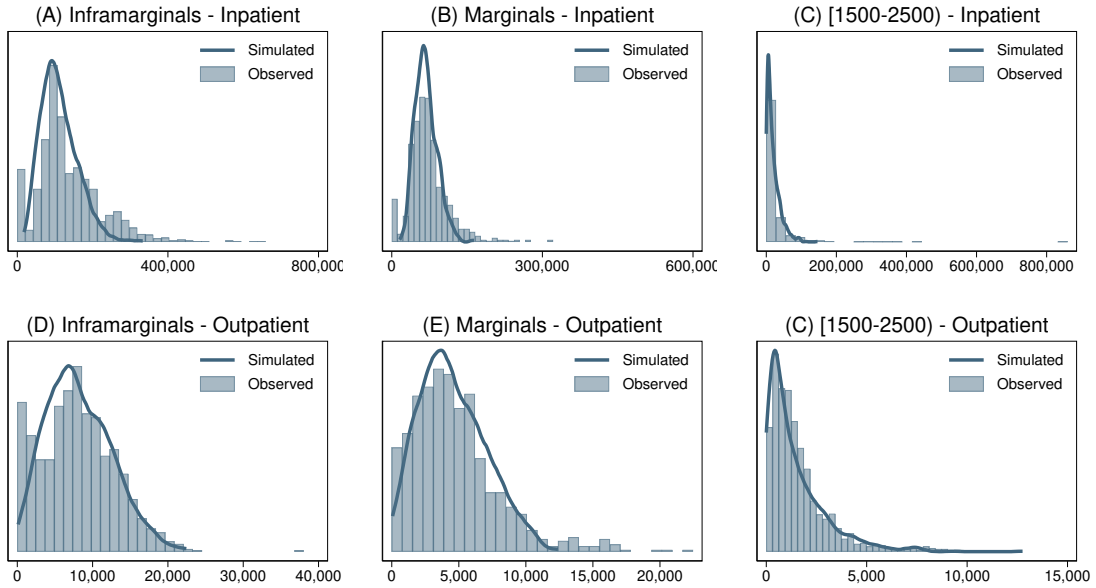 (A) Inframarginals - Inpatient
Simulated
Observed
0 400,000 800,000
(B) Marginals - Inpatient
Simulated
Observed
0 300,000 600,000
(C) [1500-2500) - Inpatient
Simulated
Observed
0 200,000 400,000 600,000 800,000
(D) Inframarginals - Outpatient
Simulated
Observed
0 10,000 20,000 30,000 40,000
(E) Marginals - Outpatient
Simulated
Observed
0 5,000 10,000 15,000 20,000
(C) [1500-2500) - Outpatient
Simulated
Observed
0 5,000 10,000 15,000